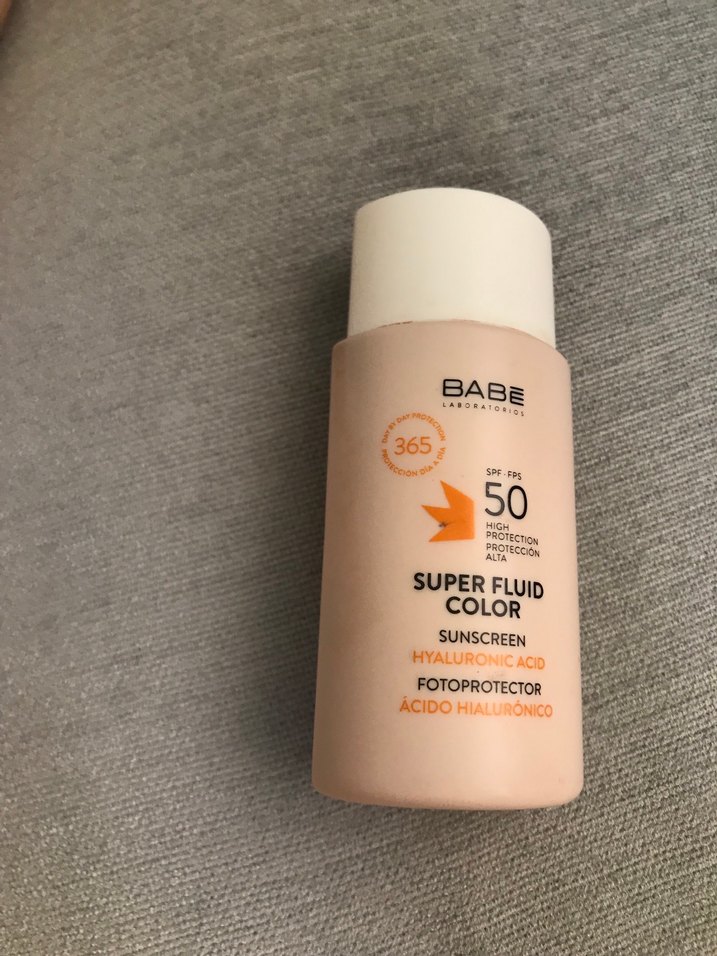 BABĒ
LABORATORIOS
DAY BY DAY PROTECTION
365
PROTECCIÓN DÍA A DÍA
SPF · FPS
50
HIGH
PROTECTION
PROTECCIÓN
ALTA
SUPER FLUID
COLOR
SUNSCREEN
HYALURONIC ACID
FOTOPROTECTOR
ÁCIDO HIALURÓNICO